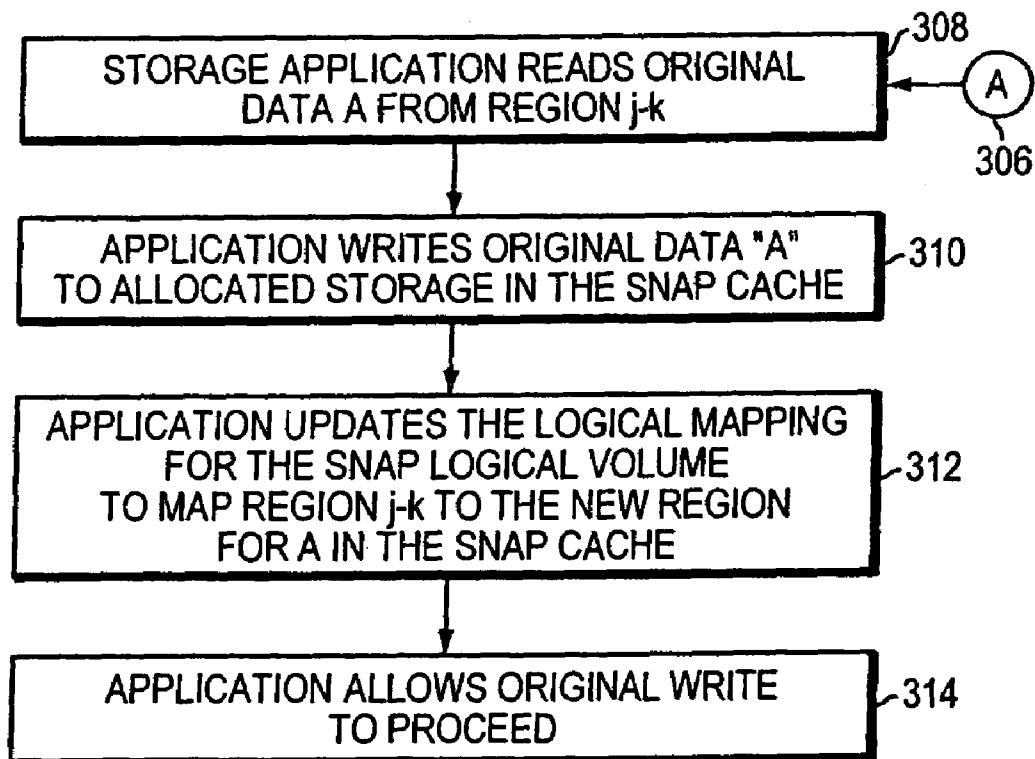 308
STORAGE APPLICATION READS ORIGINAL
DATA A FROM REGION j-k
A
306
APPLICATION WRITES ORIGINAL DATA "A"
TO ALLOCATED STORAGE IN THE SNAP CACHE
310
APPLICATION UPDATES THE LOGICAL MAPPING
FOR THE SNAP LOGICAL VOLUME
TO MAP REGION j-k TO THE NEW REGION
FOR A IN THE SNAP CACHE
312
APPLICATION ALLOWS ORIGINAL WRITE
TO PROCEED
314